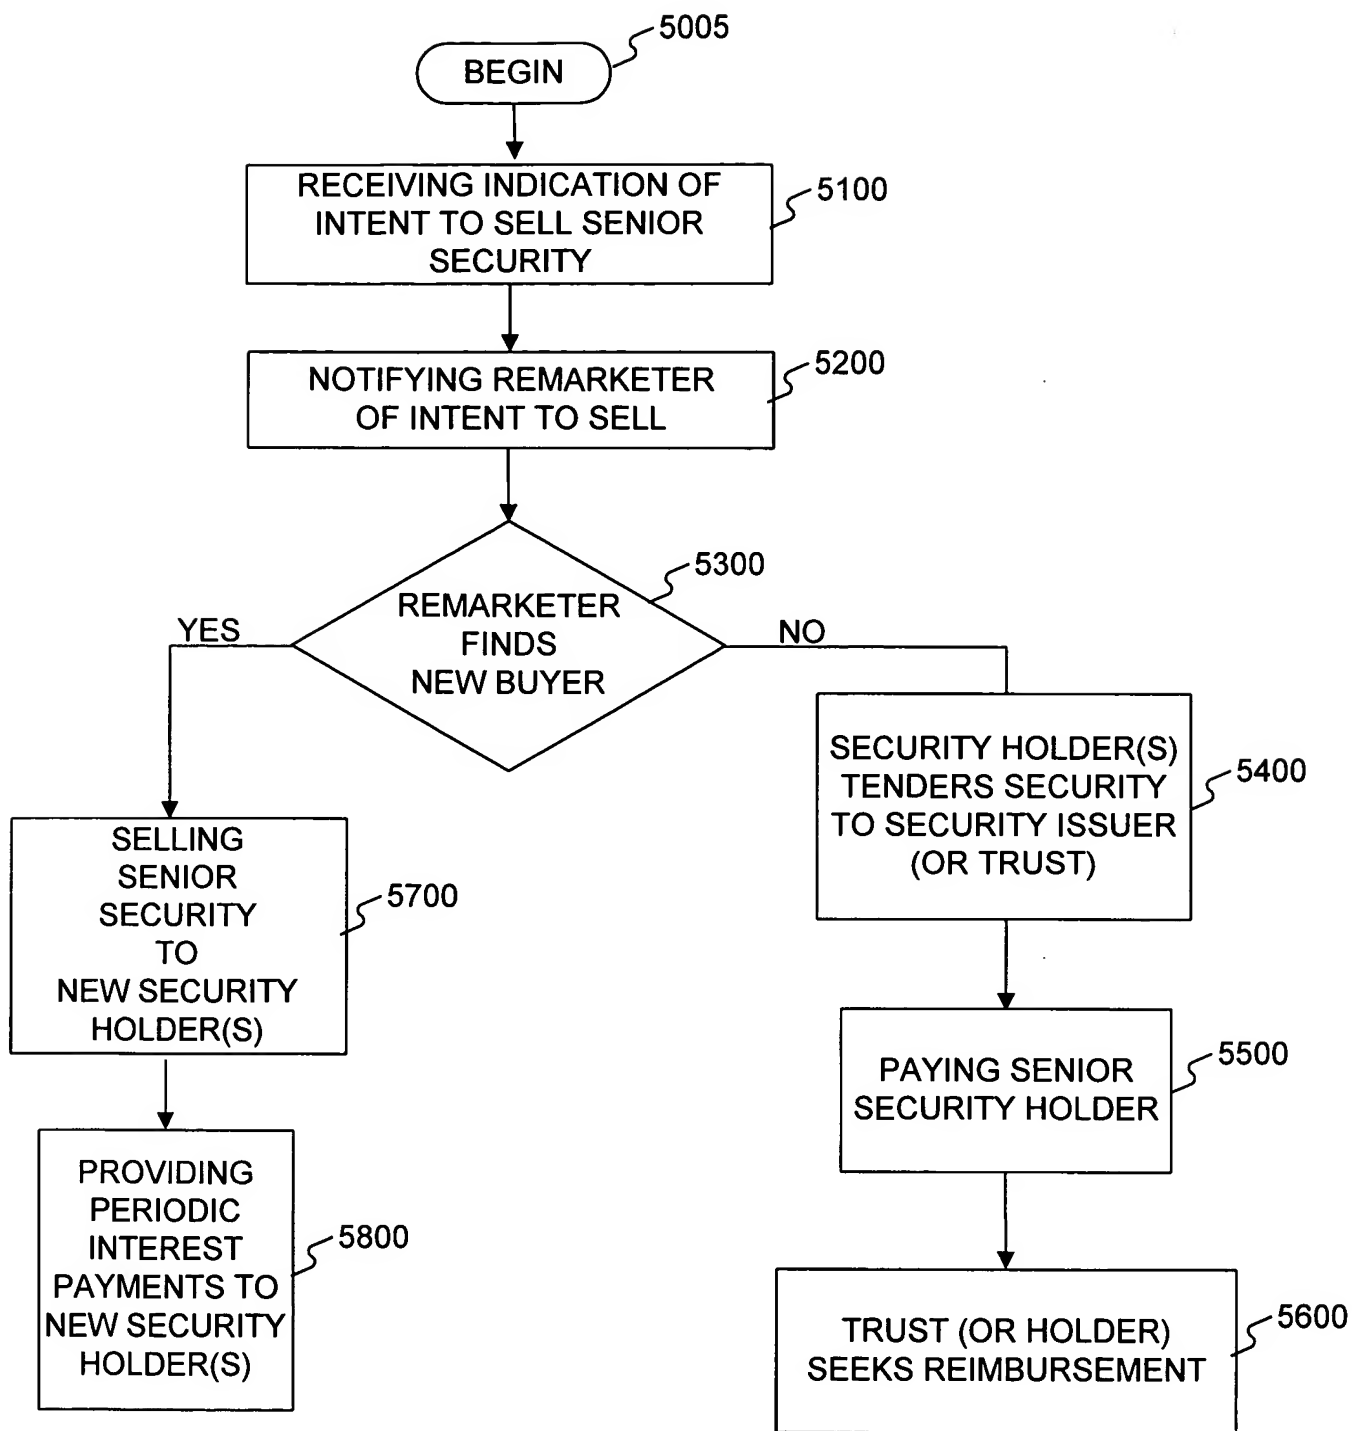 5005
BEGIN
RECEIVING INDICATION OF
INTENT TO SELL SENIOR
SECURITY
5100
NOTIFYING REMARKETER
OF INTENT TO SELL
5200
5300
REMARKETER
FINDS
NEW BUYER
YES
NO
SECURITY HOLDER(S)
TENDERS SECURITY
TO SECURITY ISSUER
(OR TRUST)
5400
SELLING
SENIOR
SECURITY
TO
NEW SECURITY
HOLDER(S)
5700
PAYING SENIOR
SECURITY HOLDER
5500
PROVIDING
PERIODIC
INTEREST
PAYMENTS TO
NEW SECURITY
HOLDER(S)
5800
TRUST (OR HOLDER)
SEEKS REIMBURSEMENT
5600